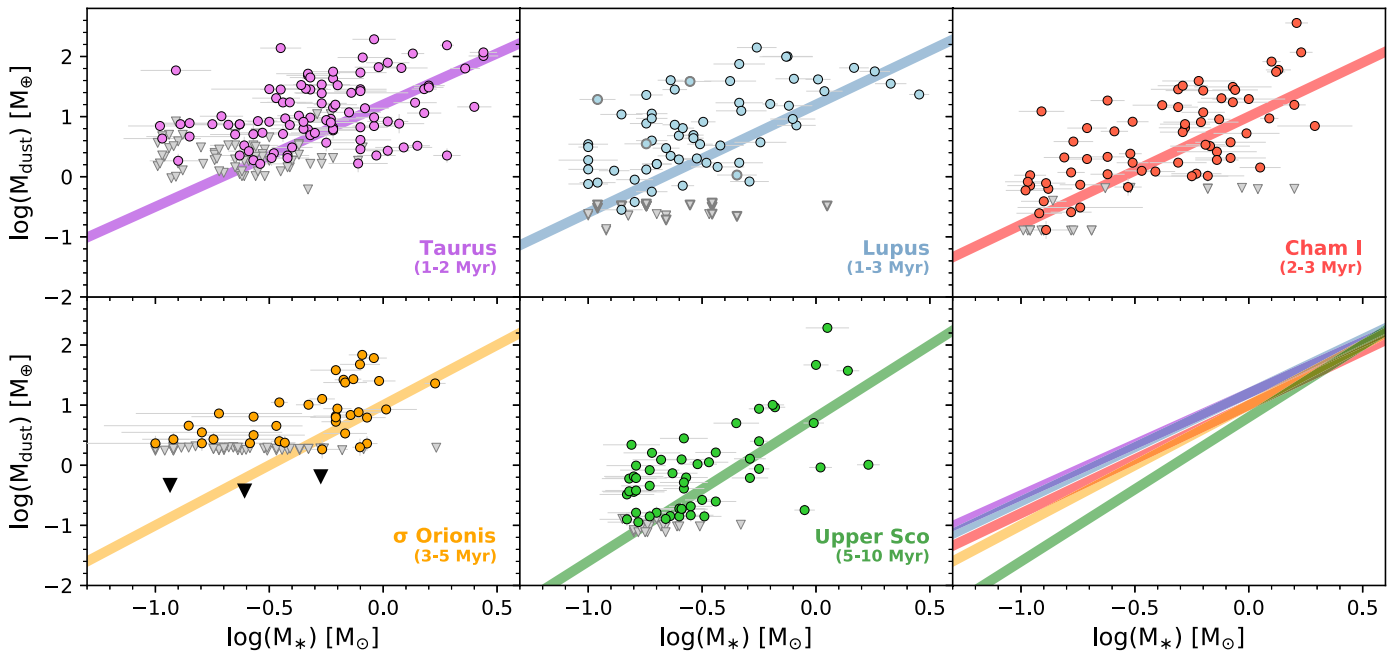 log(M_dust) [M_⊕]
2
1
0
−1
−2
Taurus
(1-2 Myr)
Lupus
(1-3 Myr)
Cham I
(2-3 Myr)
log(M_dust) [M_⊕]
2
1
0
−1
−2
σ Orionis
(3-5 Myr)
Upper Sco
(5-10 Myr)
−1.0 −0.5 0.0 0.5
−1.0 −0.5 0.0 0.5
−1.0 −0.5 0.0 0.5
log(M_∗) [M_⊙]
log(M_∗) [M_⊙]
log(M_∗) [M_⊙]